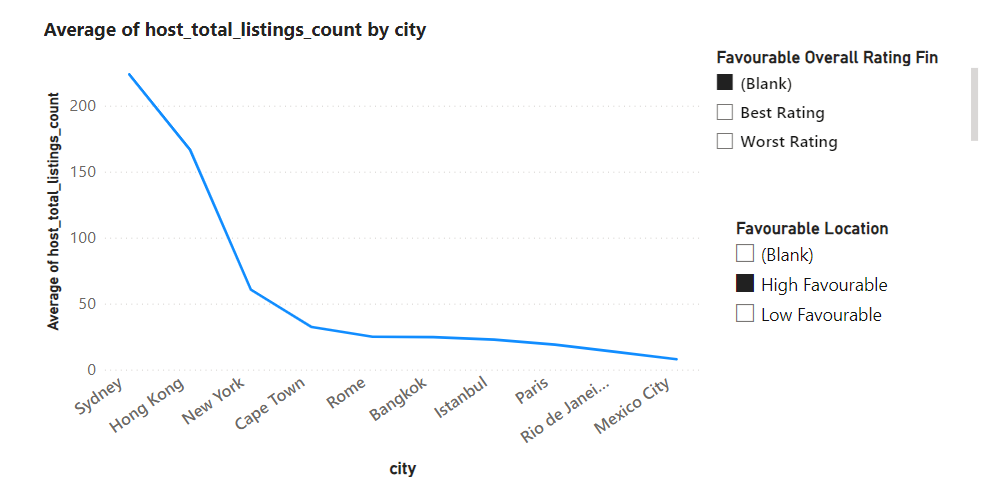 Average of host_total_listings_count by city
Average of host_total_listings_count
200
150
100
50
0
Sydney
Hong Kong
New York
Cape Town
Rome
Bangkok
Istanbul
Paris
Rio de Janei...
Mexico City
city
Favourable Overall Rating Fin
(Blank)
Best Rating
Worst Rating
Favourable Location
(Blank)
High Favourable
Low Favourable